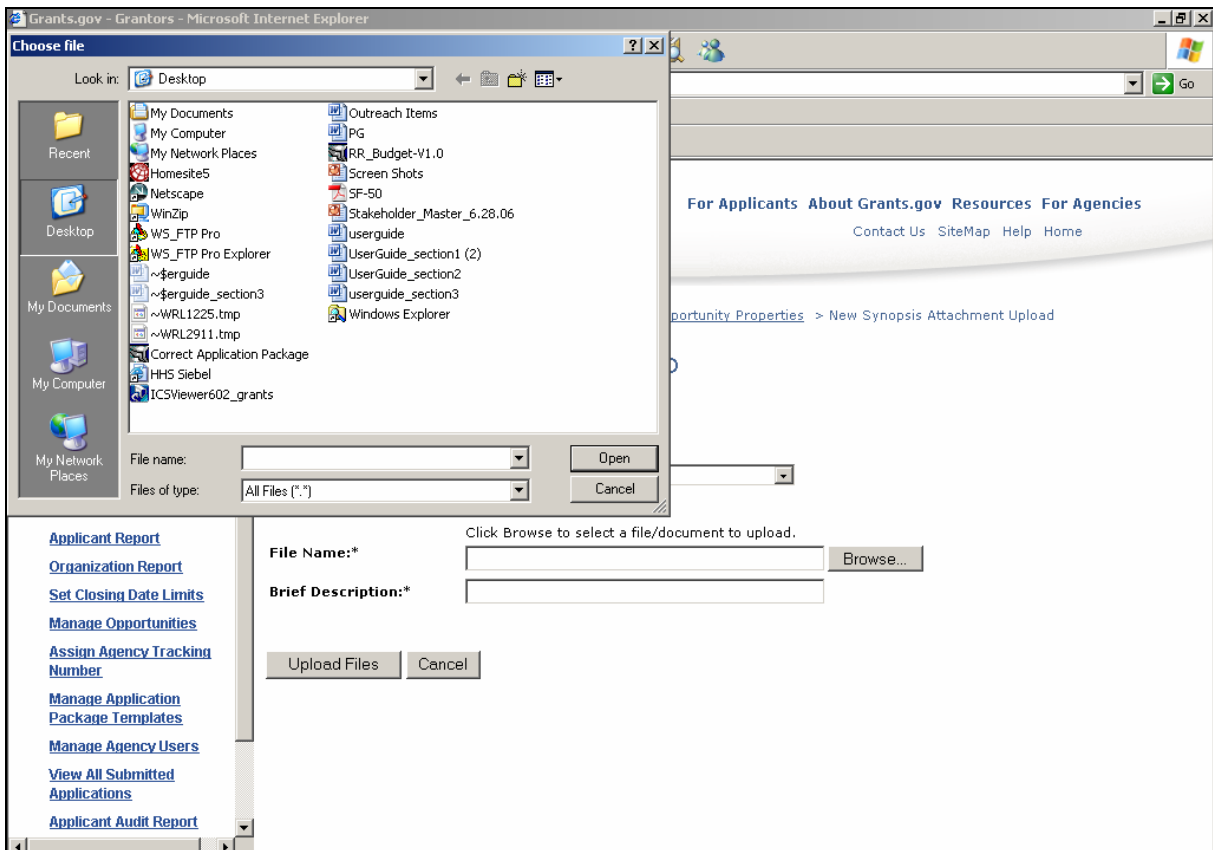 Grants.gov - Grantors - Microsoft Internet Explorer
Choose file
Look in:
Desktop
Go
Recent
Desktop
My Documents
My Computer
My Network
Places
My Documents
My Computer
My Network Places
Homesite5
Netscape
WinZip
WS_FTP Pro
WS_FTP Pro Explorer
~$erguide
~$erguide_section3
~WRL1225.tmp
~WRL2911.tmp
Correct Application Package
HHS Siebel
ICSViewer602_grants
Outreach Items
PG
RR_Budget-V1.0
Screen Shots
SF-50
Stakeholder_Master_6.28.06
userguide
UserGuide_section1 (2)
UserGuide_section2
userguide_section3
Windows Explorer
File name:
Open
Files of type:
All Files (*.*)
Cancel
For Applicants About Grants.gov Resources For Agencies
Contact Us SiteMap Help Home
portunity Properties > New Synopsis Attachment Upload
Click Browse to select a file/document to upload.
File Name:*
Browse...
Brief Description:*
Upload Files
Cancel
Applicant Report
Organization Report
Set Closing Date Limits
Manage Opportunities
Assign Agency Tracking
Number
Manage Application
Package Templates
Manage Agency Users
View All Submitted
Applications
Applicant Audit Report